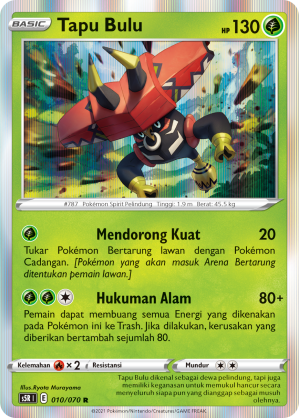 BASIC Tapu Bulu HP 130
#787 Pokémon Spirit Pelindung Tinggi: 1.9 m Berat: 45.5 kg
Mendorong Kuat 20
Tukar Pokémon Bertarung lawan dengan Pokémon
Cadangan. [Pokémon yang akan masuk Arena Bertarung
ditentukan pemain lawan.]
Hukuman Alam 80+
Pemain dapat membuang semua Energi yang dikenakan
pada Pokémon ini ke Trash. Jika dilakukan, kerusakan yang
diberikan bertambah sejumlah 80.
Kelemahan ×2 Resistansi Mundur
Illus. Ryota Murayama
S5R I E 010/070 R
Tapu Bulu dikenal sebagai dewa pelindung, tapi juga
memiliki keganasan untuk memukul hancur secara
menyeluruh siapa pun yang dilihatnya sebagai musuh.
©2021 Pokémon/Nintendo/Creatures/GAME FREAK